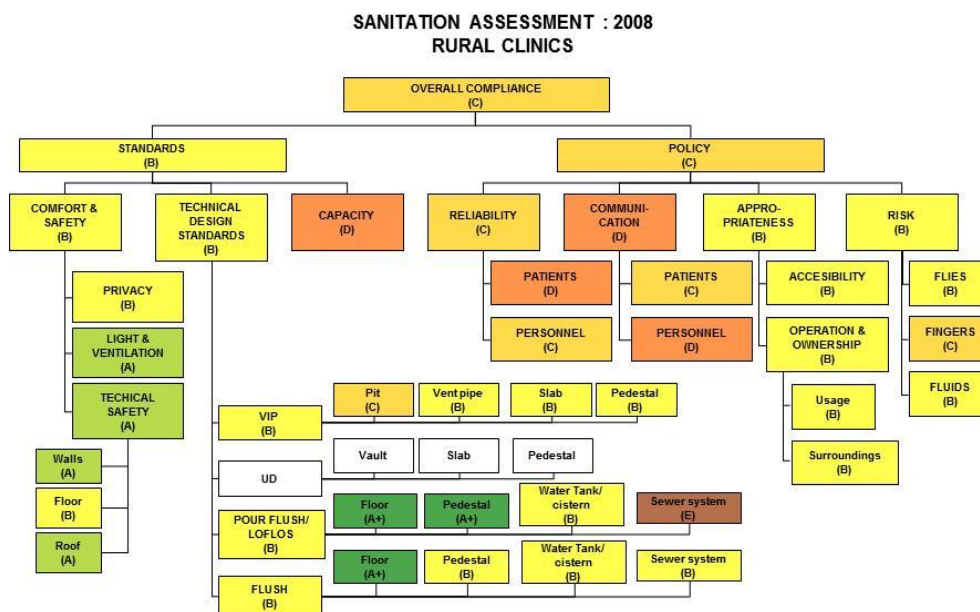 SANITATION ASSESSMENT : 2008
RURAL CLINICS
OVERALL COMPLIANCE
(C)
STANDARDS
(B)
POLICY
(C)
COMFORT &
SAFETY
(B)
TECHNICAL
DESIGN
STANDARDS
(B)
CAPACITY
(D)
RELIABILITY
(C)
COMMUNI-
CATION
(D)
APPRO-
PRIATENESS
(B)
RISK
(B)
PRIVACY
(B)
LIGHT &
VENTILATION
(A)
TECHICAL
SAFETY
(A)
Walls
(A)
Floor
(B)
Roof
(A)
PATIENTS
(D)
PERSONNEL
(C)
PATIENTS
(C)
PERSONNEL
(D)
ACCESIBILITY
(B)
OPERATION &
OWNERSHIP
(B)
Usage
(B)
Surroundings
(B)
FLIES
(B)
FINGERS
(C)
FLUIDS
(B)
VIP
(B)
Pit
(C)
Vent pipe
(B)
Slab
(B)
Pedestal
(B)
UD
Vault
Slab
Pedestal
POUR FLUSH/
LOFLOS
(B)
Floor
(A+)
Pedestal
(A+)
Water Tank/
cistern
(B)
Sewer system
(E)
FLUSH
(B)
Floor
(A+)
Pedestal
(B)
Water Tank/
cistern
(B)
Sewer system
(B)